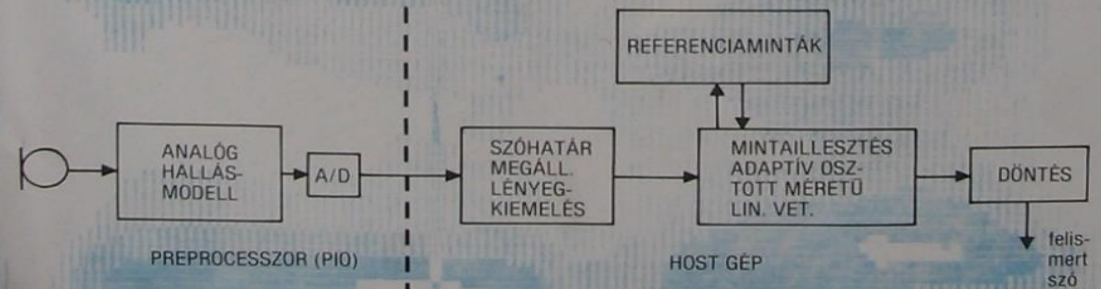 REFERENCIAMINTÁK
ANALÓG
HALLÁS-
MODELL
A/D
SZÓHATÁR
MEGÁLL.
LÉNYEG-
KIEMELÉS
MINTAILLESZTÉS
ADAPTÍV OSZ-
TOTT MÉRETŰ
LIN. VET.
DÖNTÉS
felis-
mert
szó
PREPROCESSZOR (PIO)
HOST GÉP